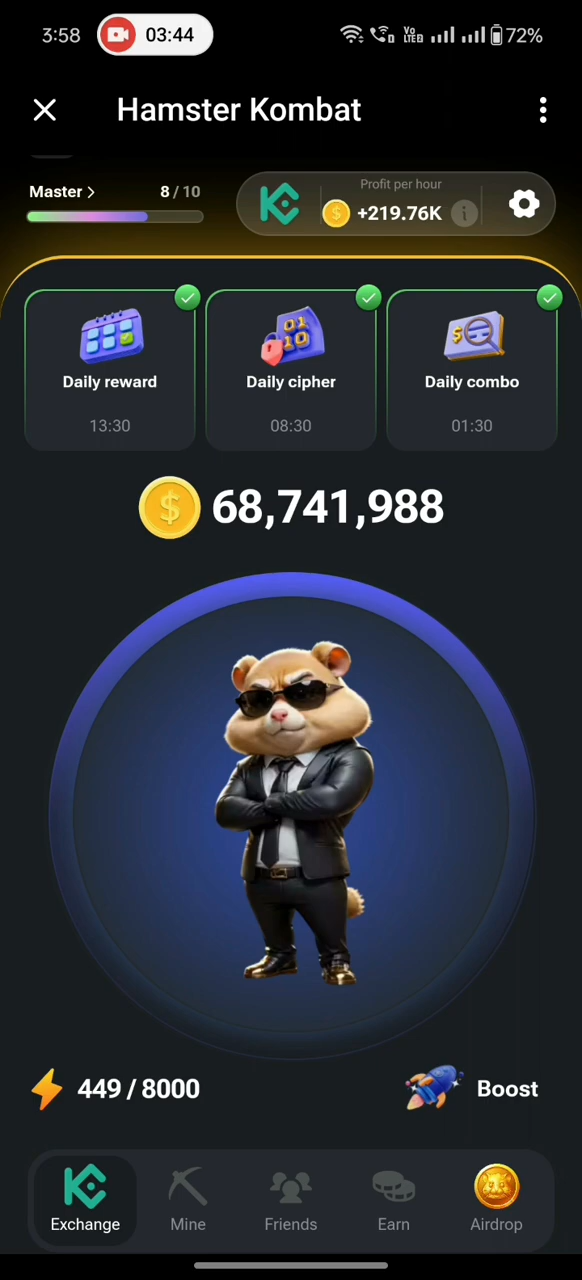 3:58 03:44 Vo LTE 72%
Hamster Kombat
Master > 8 / 10
Profit per hour
+219.76K
Daily reward
13:30
Daily cipher
08:30
Daily combo
01:30
68,741,988
449 / 8000
Boost
Exchange Mine Friends Earn Airdrop